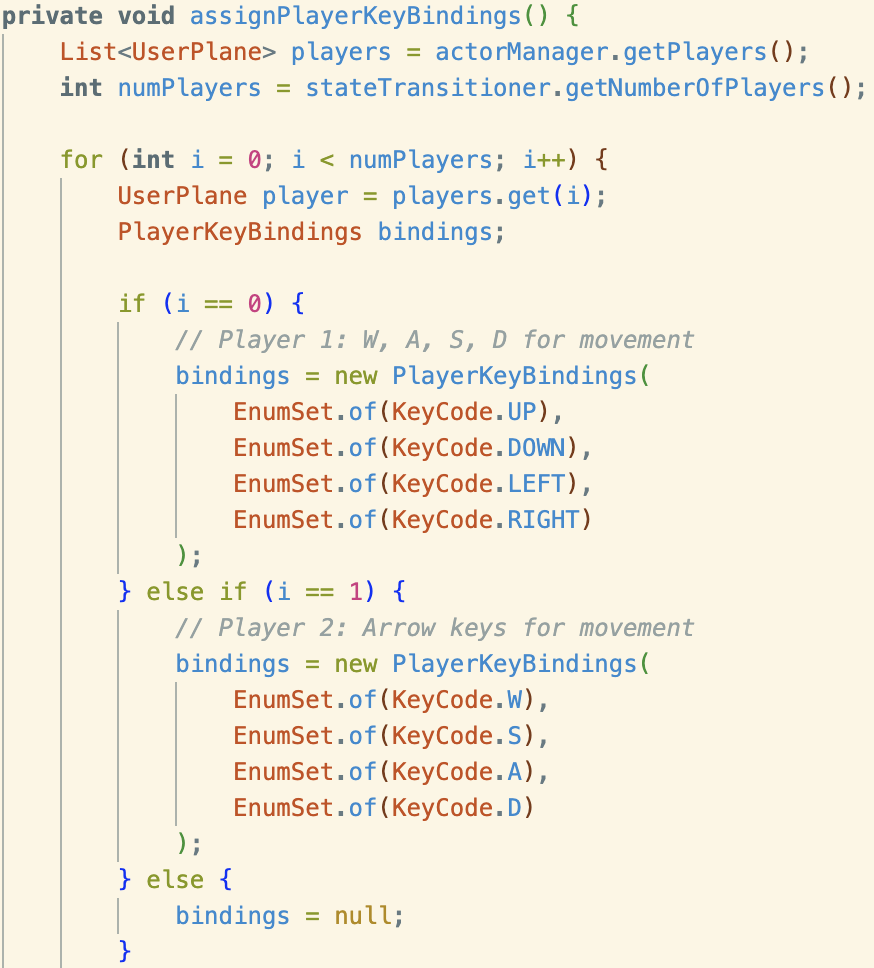 private void assignPlayerKeyBindings() {
    List<UserPlane> players = actorManager.getPlayers();
    int numPlayers = stateTransitioner.getNumberOfPlayers();

    for (int i = 0; i < numPlayers; i++) {
        UserPlane player = players.get(i);
        PlayerKeyBindings bindings;

        if (i == 0) {
            // Player 1: W, A, S, D for movement
            bindings = new PlayerKeyBindings(
                EnumSet.of(KeyCode.UP),
                EnumSet.of(KeyCode.DOWN),
                EnumSet.of(KeyCode.LEFT),
                EnumSet.of(KeyCode.RIGHT)
            );
        } else if (i == 1) {
            // Player 2: Arrow keys for movement
            bindings = new PlayerKeyBindings(
                EnumSet.of(KeyCode.W),
                EnumSet.of(KeyCode.S),
                EnumSet.of(KeyCode.A),
                EnumSet.of(KeyCode.D)
            );
        } else {
            bindings = null;
        }